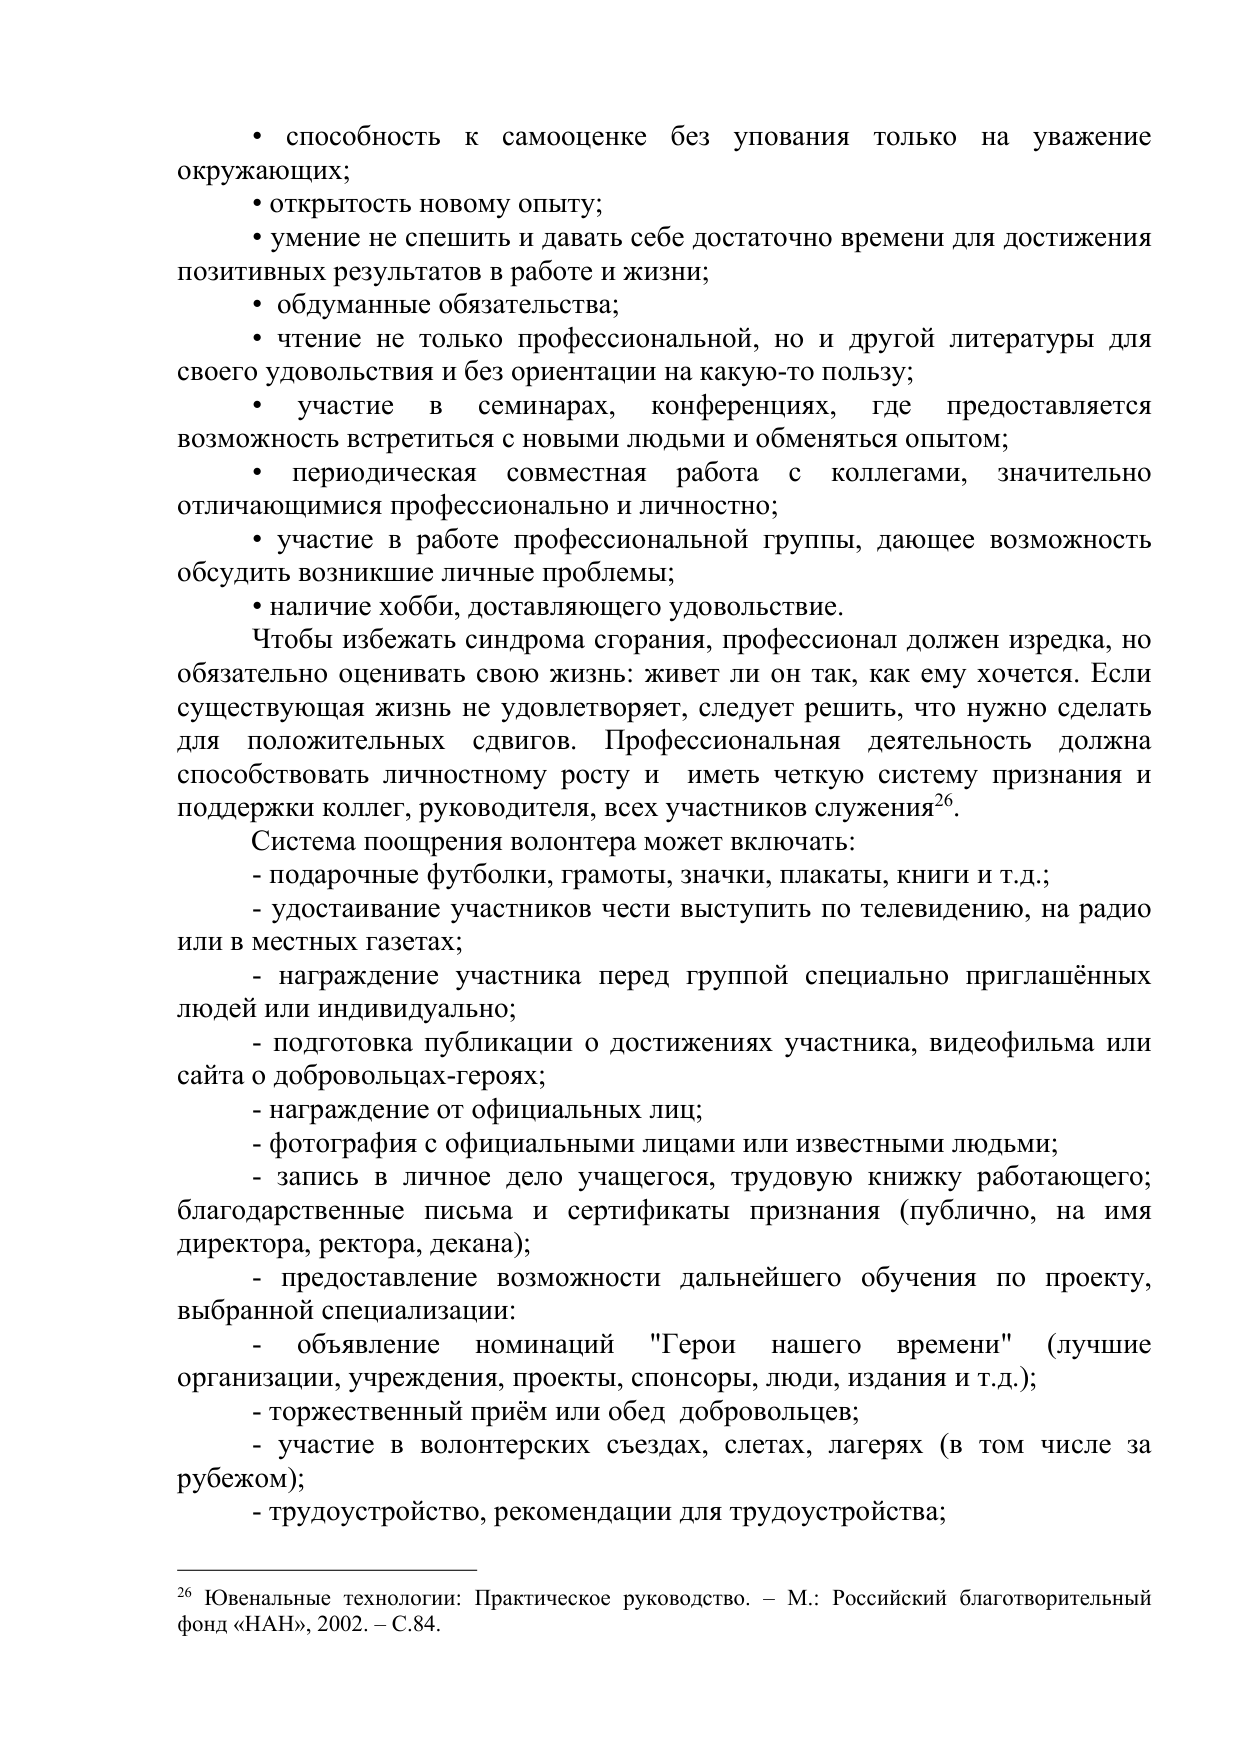 • способность к самооценке без упования только на уважение
окружающих;
• открытость новому опыту;
• умение не спешить и давать себе достаточно времени для достижения
позитивных результатов в работе и жизни;
• обдуманные обязательства;
• чтение не только профессиональной, но и другой литературы для
своего удовольствия и без ориентации на какую-то пользу;
• участие в семинарах, конференциях, где предоставляется
возможность встретиться с новыми людьми и обменяться опытом;
• периодическая совместная работа с коллегами, значительно
отличающимися профессионально и личностно;
• участие в работе профессиональной группы, дающее возможность
обсудить возникшие личные проблемы;
• наличие хобби, доставляющего удовольствие.
Чтобы избежать синдрома сгорания, профессионал должен изредка, но
обязательно оценивать свою жизнь: живет ли он так, как ему хочется. Если
существующая жизнь не удовлетворяет, следует решить, что нужно сделать
для положительных сдвигов. Профессиональная деятельность должна
способствовать личностному росту и иметь четкую систему признания и
поддержки коллег, руководителя, всех участников служения26.
Система поощрения волонтера может включать:
- подарочные футболки, грамоты, значки, плакаты, книги и т.д.;
- удостаивание участников чести выступить по телевидению, на радио
или в местных газетах;
- награждение участника перед группой специально приглашённых
людей или индивидуально;
- подготовка публикации о достижениях участника, видеофильма или
сайта о добровольцах-героях;
- награждение от официальных лиц;
- фотография с официальными лицами или известными людьми;
- запись в личное дело учащегося, трудовую книжку работающего;
благодарственные письма и сертификаты признания (публично, на имя
директора, ректора, декана);
- предоставление возможности дальнейшего обучения по проекту,
выбранной специализации:
- объявление номинаций "Герои нашего времени" (лучшие
организации, учреждения, проекты, спонсоры, люди, издания и т.д.);
- торжественный приём или обед добровольцев;
- участие в волонтерских съездах, слетах, лагерях (в том числе за
рубежом);
- трудоустройство, рекомендации для трудоустройства;
26 Ювенальные технологии: Практическое руководство. – М.: Российский благотворительный
фонд «НАН», 2002. – С.84.